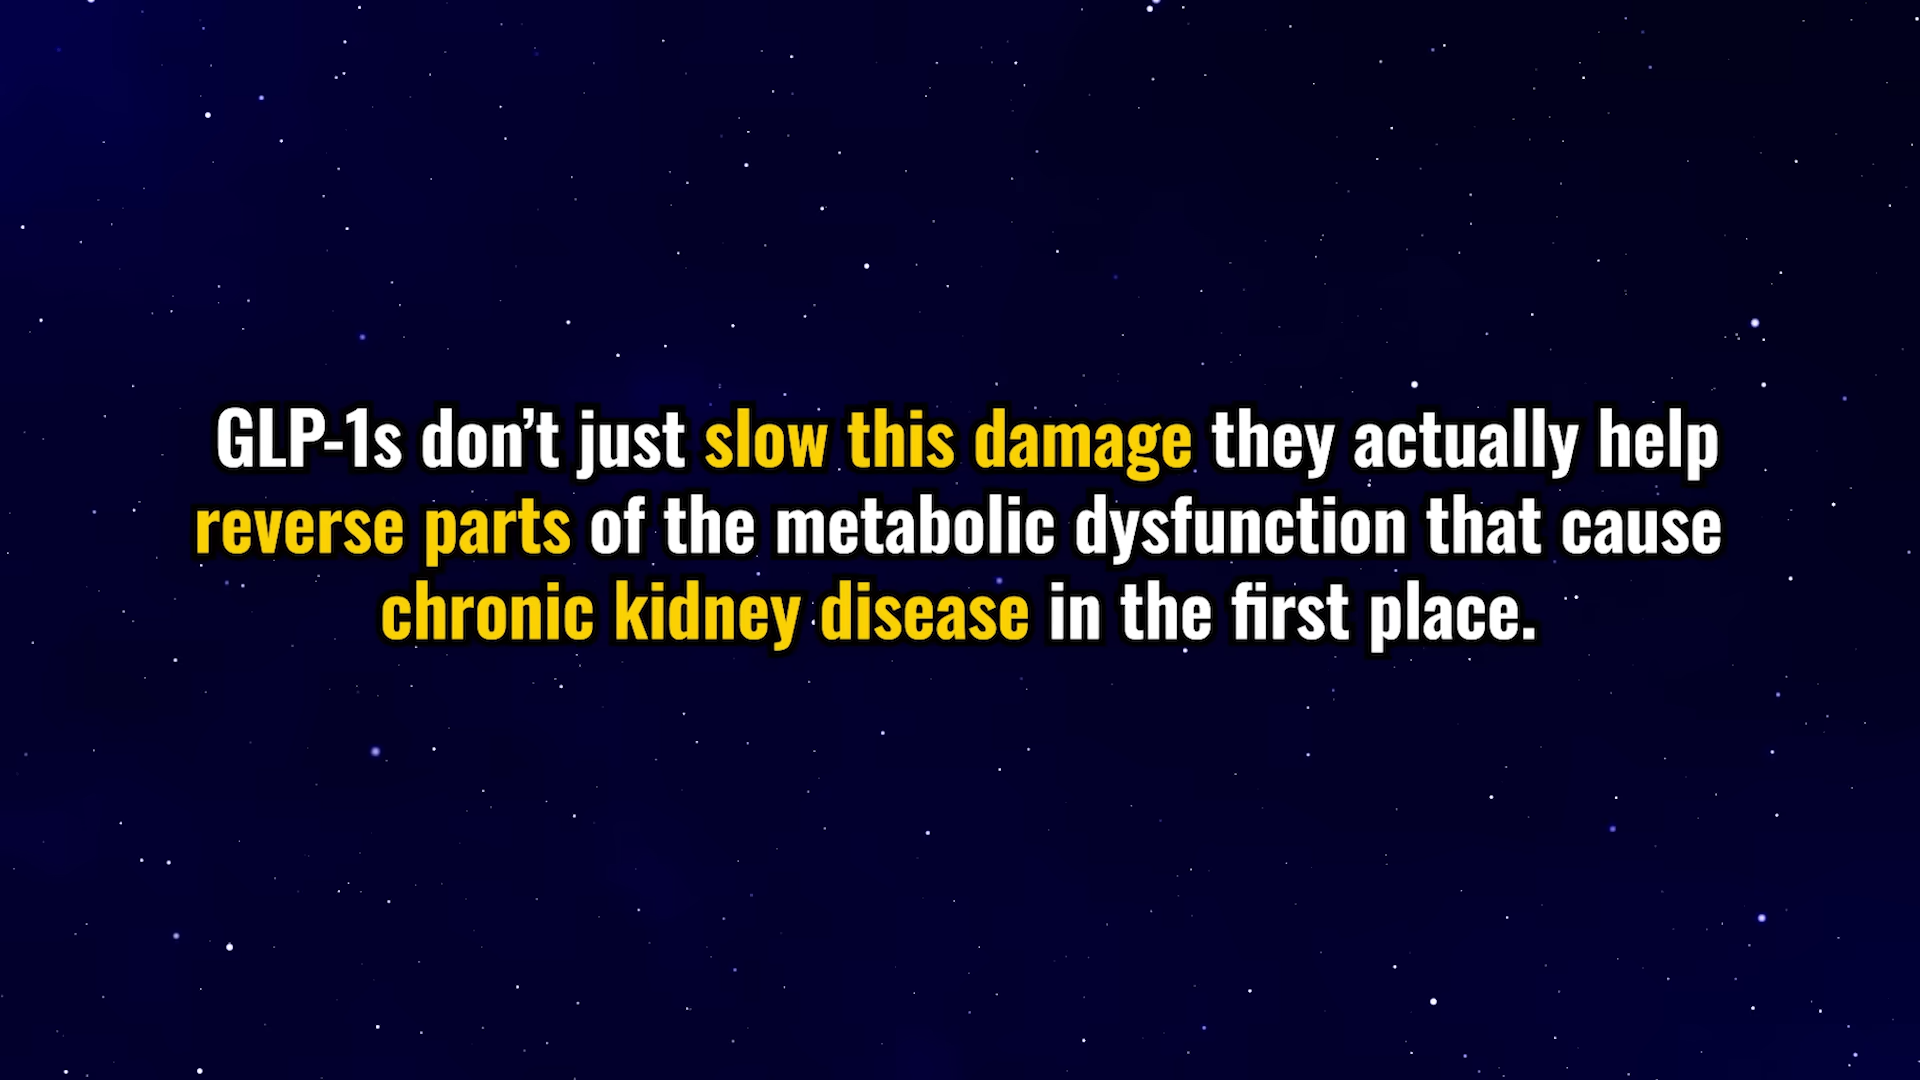 GLP-1s don’t just slow this damage they actually help
reverse parts of the metabolic dysfunction that cause
chronic kidney disease in the first place.